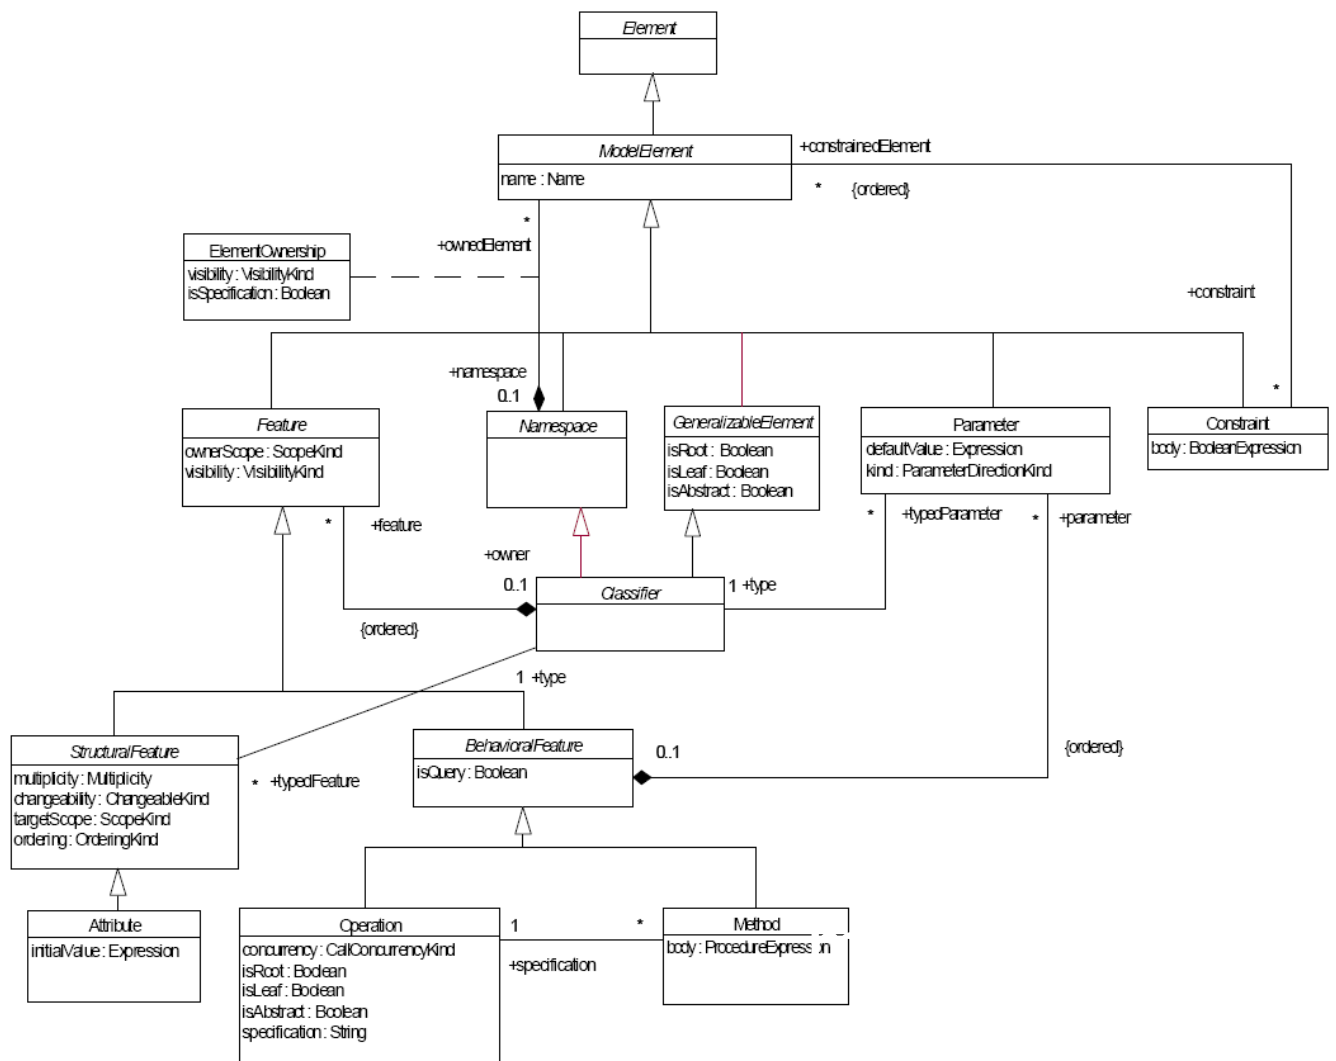 Element
ModelElement
name : Name
+constrainedElement
*
{ordered}
*
+ownedElement
ElementOwnership
visibility : VisibilityKind
isSpecification : Boolean
+constraint
+namespace
0..1
*
Feature
ownerScope : ScopeKind
visibility : VisibilityKind
Namespace
GeneralizableElement
isRoot : Boolean
isLeaf : Boolean
isAbstract : Boolean
Parameter
defaultValue : Expression
kind : ParameterDirectionKind
Constraint
body : BooleanExpression
*
+feature
*
+typedParameter
*
+parameter
+owner
0..1
Classifier
1
+type
{ordered}
1
+type
StructuralFeature
multiplicity : Multiplicity
changeability : ChangeableKind
targetScope : ScopeKind
ordering : OrderingKind
*
+typedFeature
BehavioralFeature
isQuery : Boolean
0..1
{ordered}
Attribute
initialValue : Expression
Operation
concurrency : CallConcurrencyKind
isRoot : Boolean
isLeaf : Boolean
isAbstract : Boolean
specification : String
1
*
+specification
Method
body : ProcedureExpression